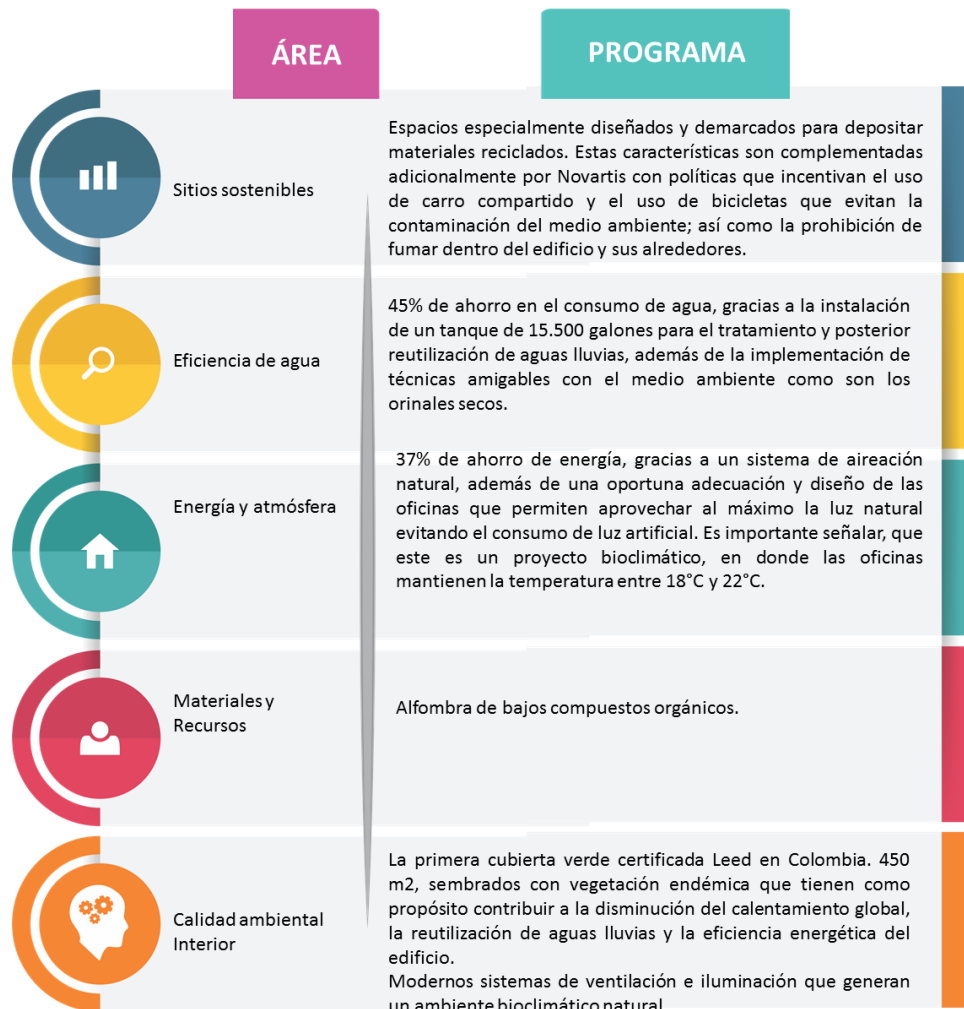 ÁREA
PROGRAMA
Sitios sostenibles
Espacios especialmente diseñados y demarcados para depositar
materiales reciclados. Estas características son complementadas
adicionalmente por Novartis con políticas que incentivan el uso
de carro compartido y el uso de bicicletas que evitan la
contaminación del medio ambiente; así como la prohibición de
fumar dentro del edificio y sus alrededores.
Eficiencia de agua
45% de ahorro en el consumo de agua, gracias a la instalación
de un tanque de 15.500 galones para el tratamiento y posterior
reutilización de aguas lluvias, además de la implementación de
técnicas amigables con el medio ambiente como son los
orinales secos.
Energía y atmósfera
37% de ahorro de energía, gracias a un sistema de aireación
natural, además de una oportuna adecuación y diseño de las
oficinas que permiten aprovechar al máximo la luz natural
evitando el consumo de luz artificial. Es importante señalar, que
este es un proyecto bioclimático, en donde las oficinas
mantienen la temperatura entre 18°C y 22°C.
Materiales y
Recursos
Alfombra de bajos compuestos orgánicos.
Calidad ambiental
Interior
La primera cubierta verde certificada Leed en Colombia. 450
m2, sembrados con vegetación endémica que tienen como
propósito contribuir a la disminución del calentamiento global,
la reutilización de aguas lluvias y la eficiencia energética del
edificio.
Modernos sistemas de ventilación e iluminación que generan
un ambiente bioclimático natural